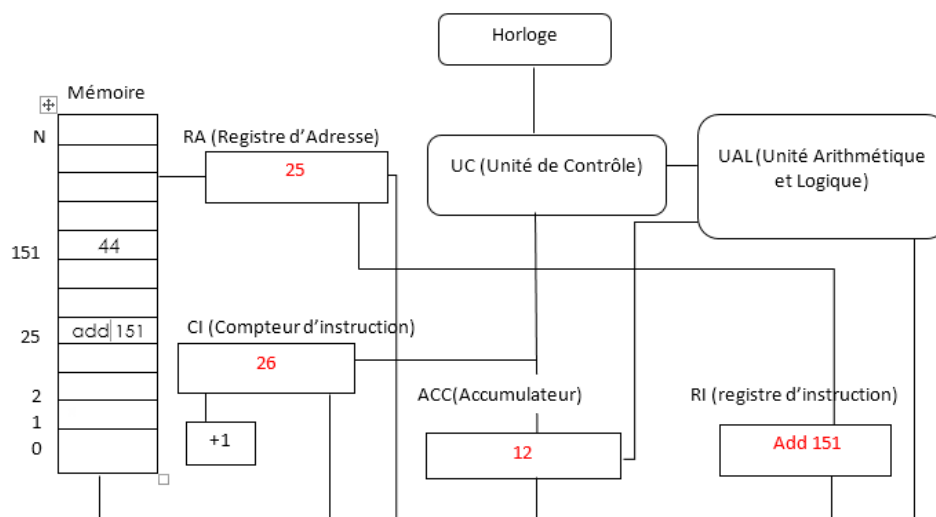 Horloge
Mémoire
N
RA (Registre d’Adresse)
25
UC (Unité de Contrôle)
UAL (Unité Arithmétique
et Logique)
151
44
25
add 151
CI (Compteur d’instruction)
26
2
1
0
+1
ACC(Accumulateur)
12
RI (registre d’instruction)
Add 151